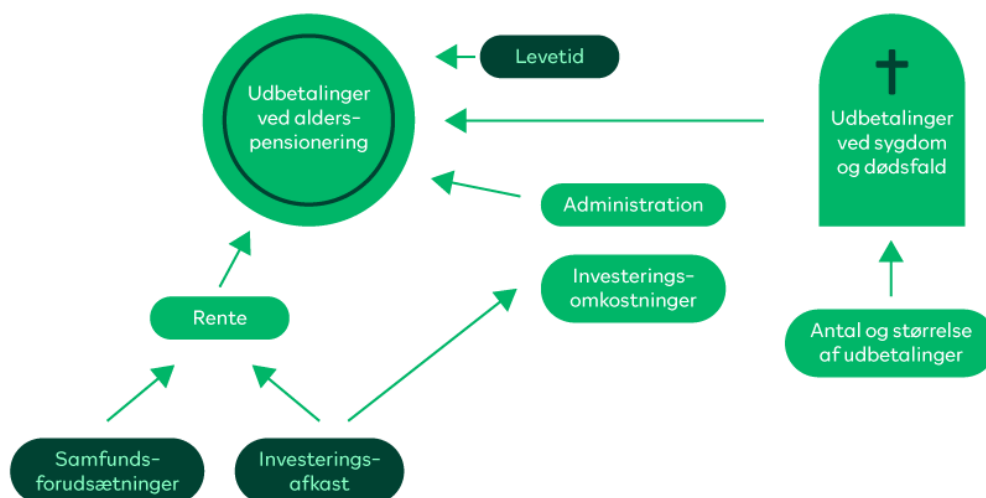 Levetid
Udbetalinger
ved alders-
pensionering
Udbetalinger
ved sygdom
og dødsfald
Administration
Investerings-
omkostninger
Rente
Antal og størrelse
af udbetalinger
Samfunds-
forudsætninger
Investerings-
afkast